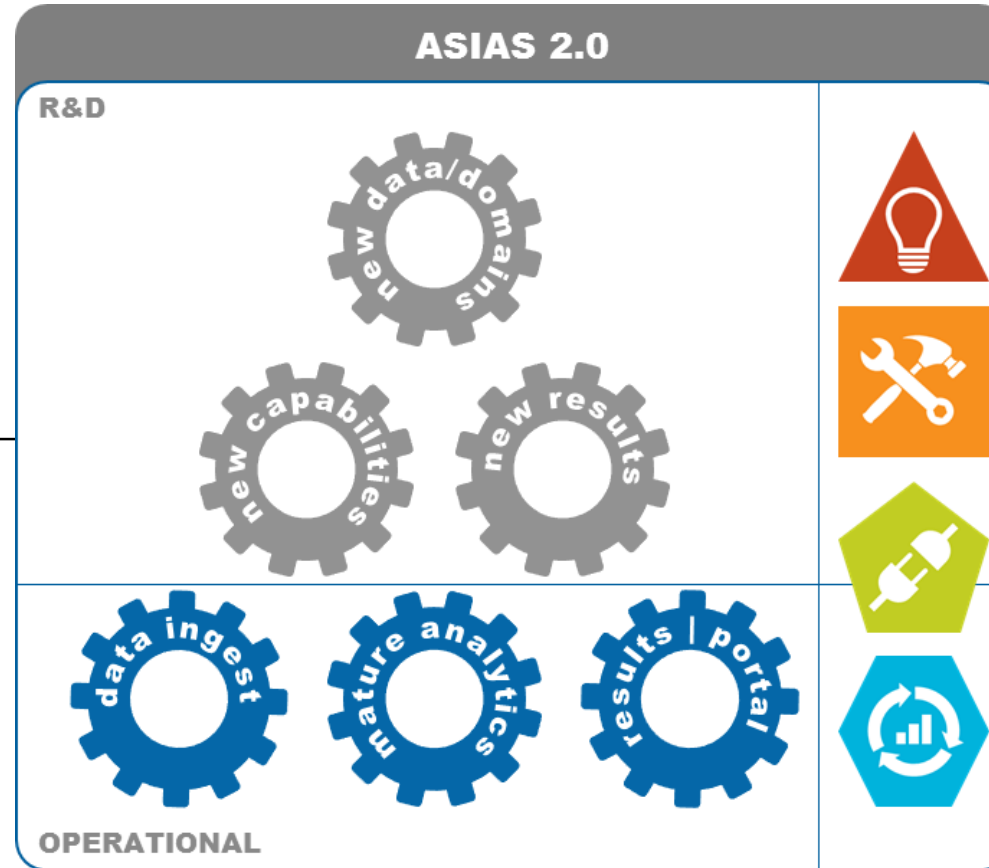 ASIAS 2.0
R&D
new data/domains
new capabilities
new results
data ingest
mature analytics
results | portal
OPERATIONAL